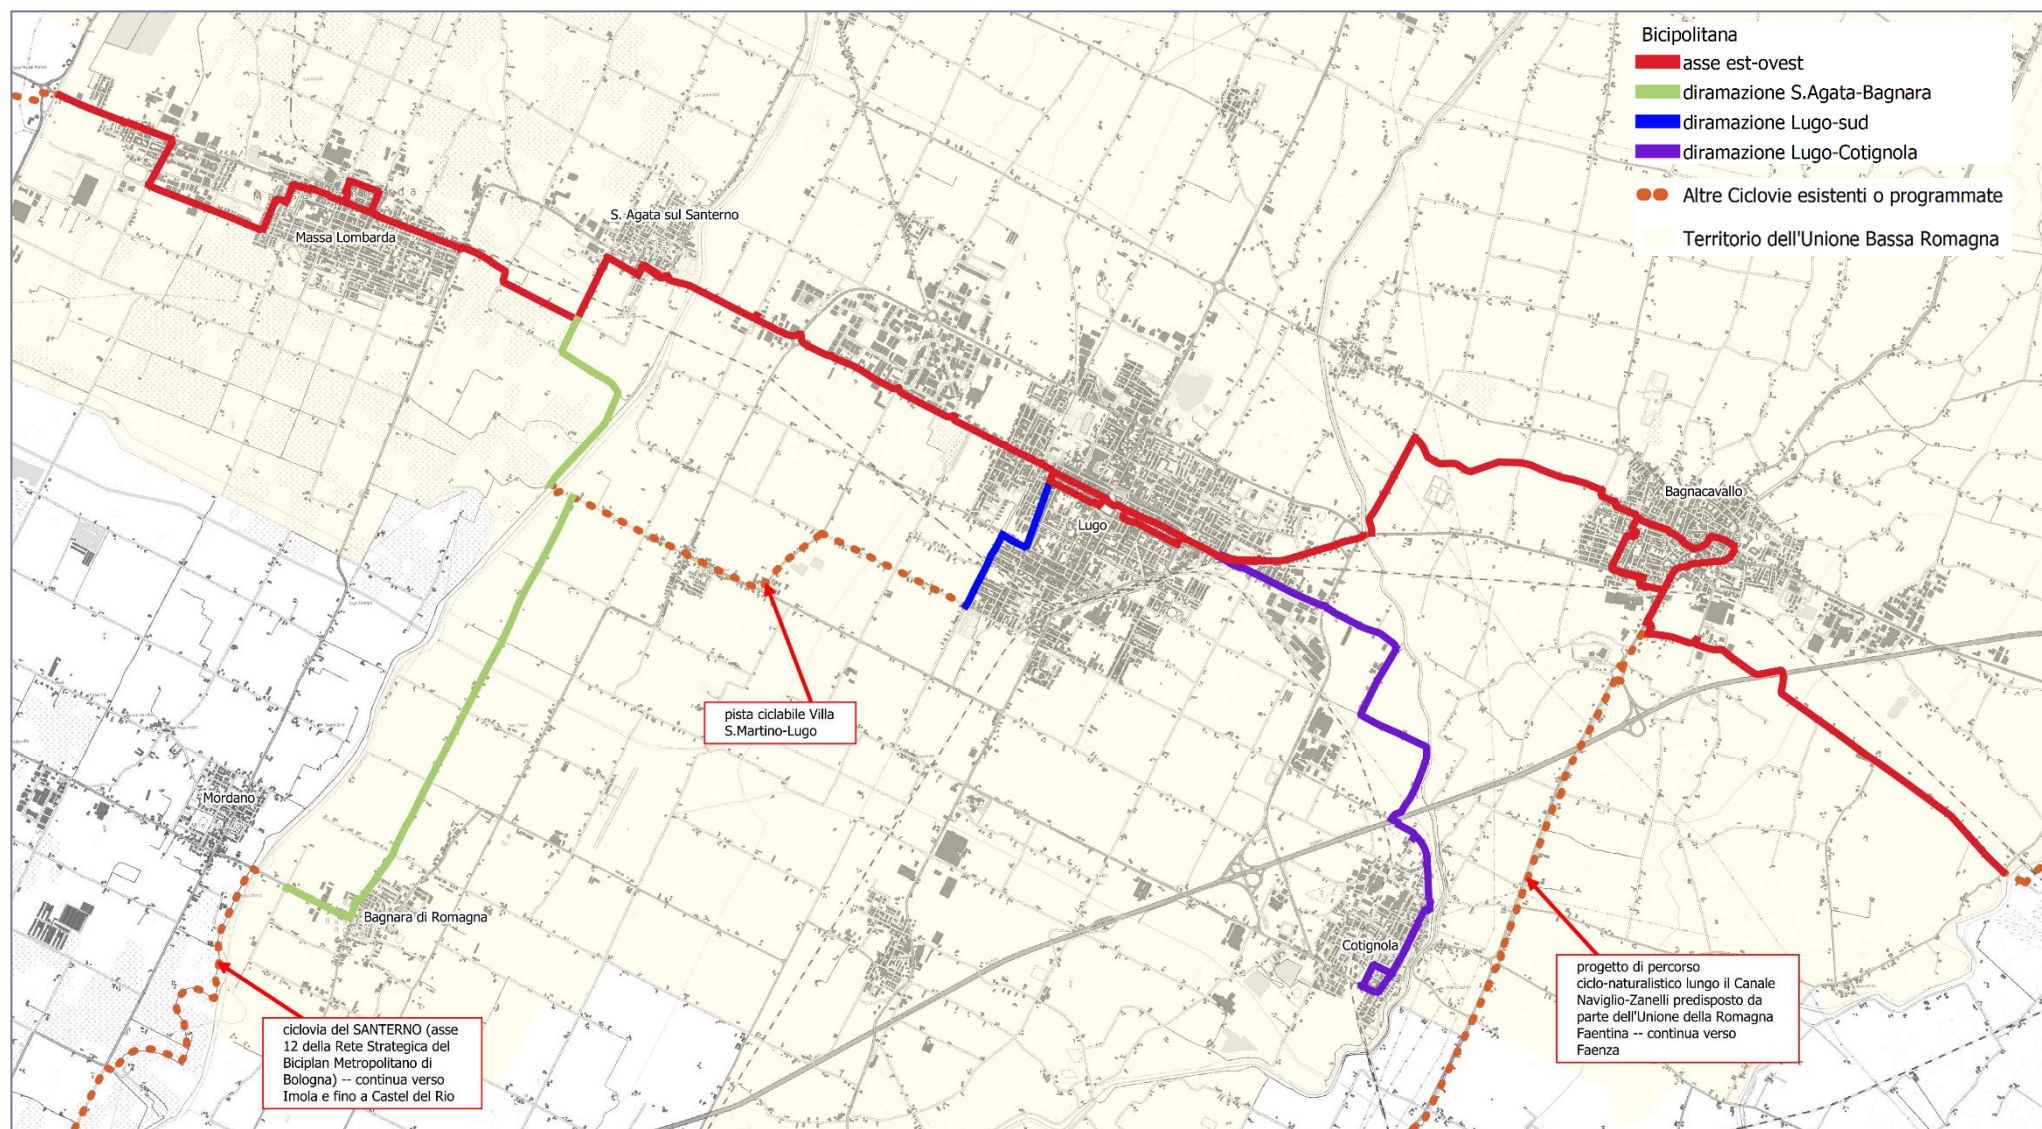 Bicipolitana
asse est-ovest
diramazione S.Agata-Bagnara
diramazione Lugo-sud
diramazione Lugo-Cotignola
Altre Ciclovie esistenti o programmate
Territorio dell'Unione Bassa Romagna
S. Agata sul Santerno
Massa Lombarda
Bagnacavallo
Lugo
pista ciclabile Villa
S.Martino-Lugo
Mordano
Bagnara di Romagna
Cotignola
progetto di percorso
ciclo-naturalistico lungo il Canale
Naviglio-Zanelli predisposto da
parte dell'Unione della Romagna
Faentina -- continua verso
Faenza
ciclovia del SANTERNO (asse
12 della Rete Strategica del
Biciplan Metropolitano di
Bologna) -- continua verso
Imola e fino a Castel del Rio